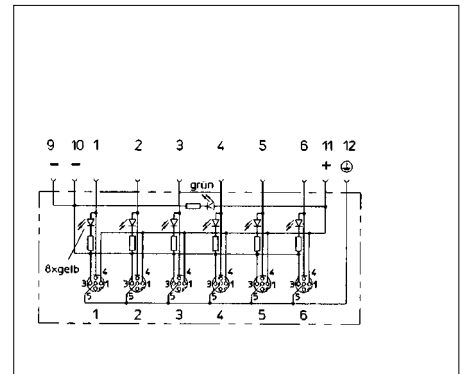 9 10 1 2 3 4 5 6 11 12
− − +
grün
8xgelb
4 4 4 4 4 4
3 1 3 1 3 1 3 1 3 1 3 1
5 5 5 5 5 5
1 2 3 4 5 6